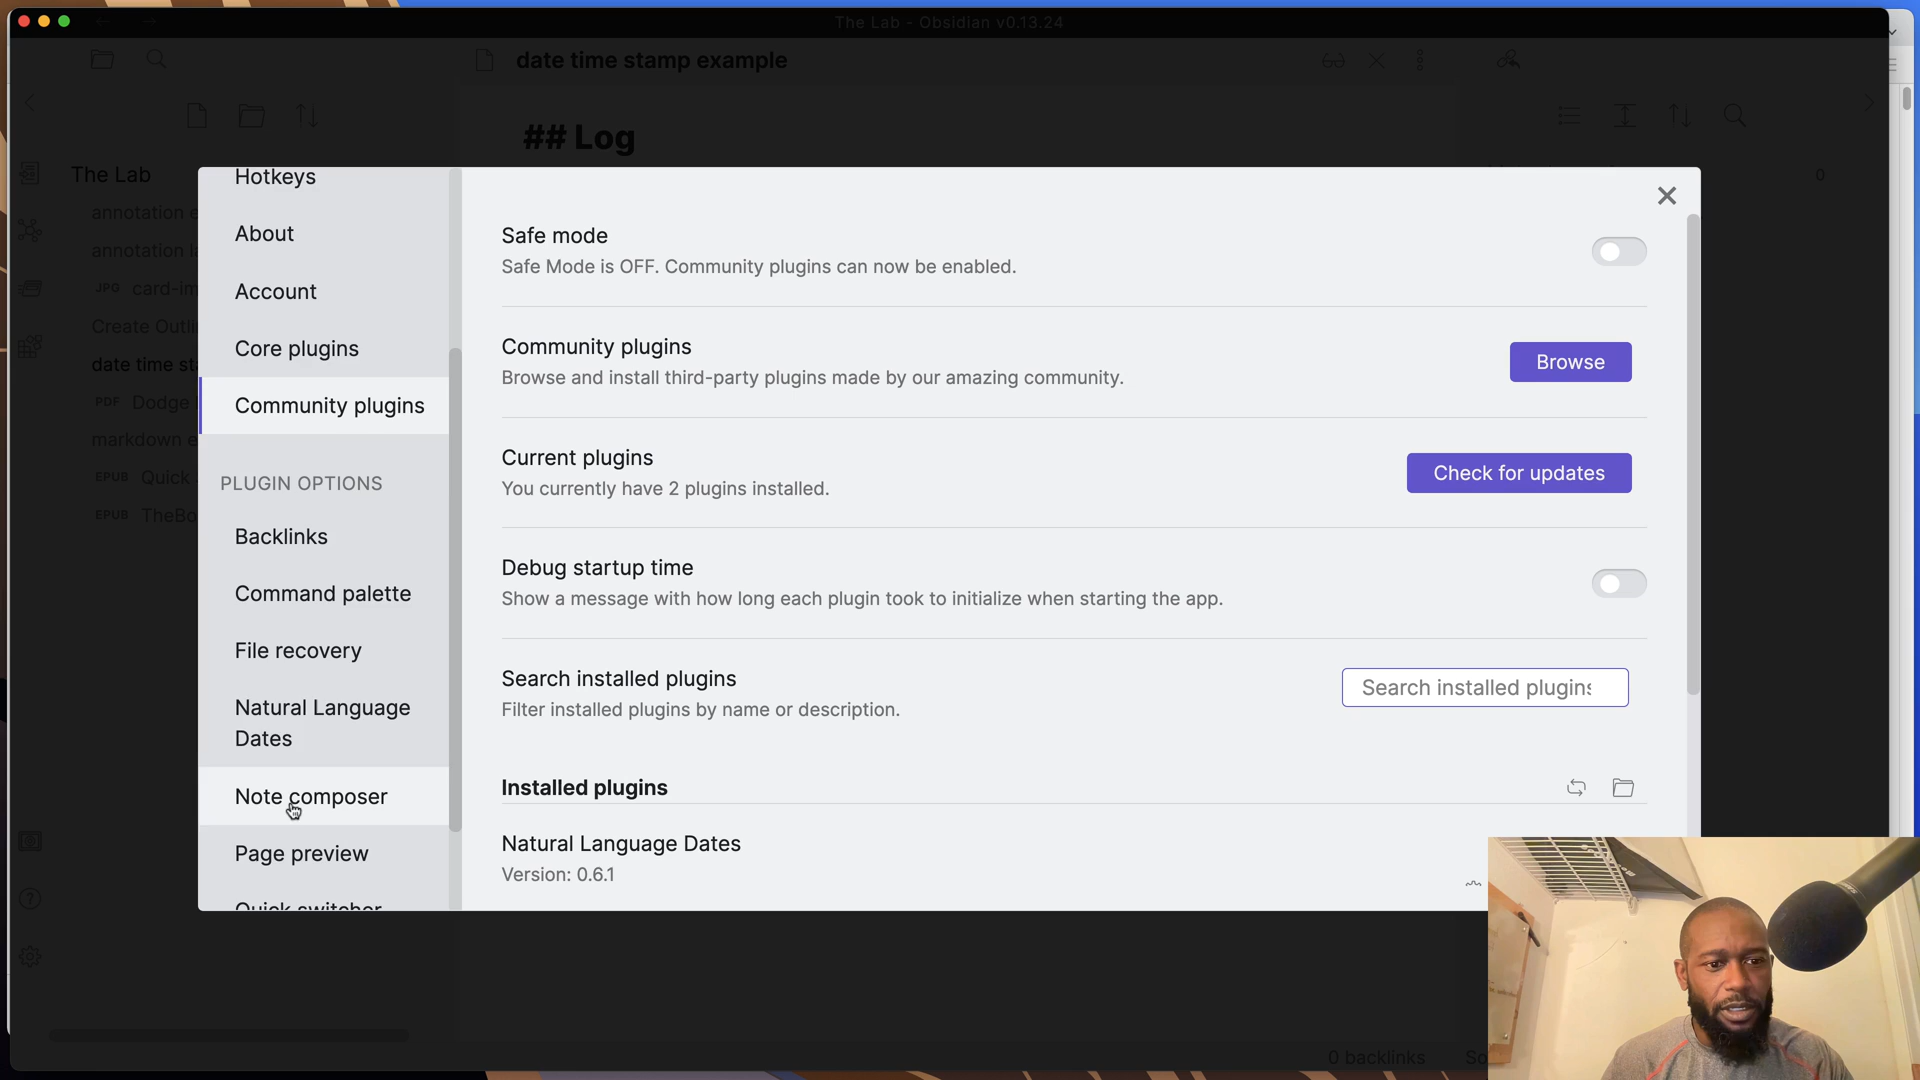 The Lab - Obsidian v0.13.24
date time stamp example
## Log
The Lab
0
annotation e
annotation la
JPG card-im
Create Outli
date time st
PDF Dodge
markdown e
EPUB Quick
EPUB TheBo
Hotkeys
About
Account
Core plugins
Community plugins
PLUGIN OPTIONS
Backlinks
Command palette
File recovery
Natural Language
Dates
Note composer
Page preview
Quick switcher
Safe mode
Safe Mode is OFF. Community plugins can now be enabled.
Community plugins
Browse and install third-party plugins made by our amazing community.
Browse
Current plugins
You currently have 2 plugins installed.
Check for updates
Debug startup time
Show a message with how long each plugin took to initialize when starting the app.
Search installed plugins
Filter installed plugins by name or description.
Search installed plugins
Installed plugins
Natural Language Dates
Version: 0.6.1
0 backlinks